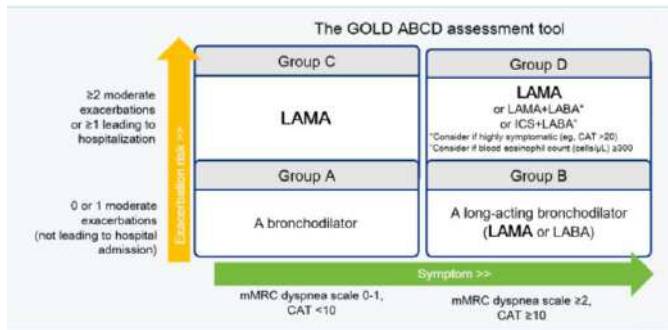 The GOLD ABCD assessment tool
Group C
LAMA
Group D
LAMA
or LAMA+LABA*
or ICS+LABA*
*Consider if highly symptomatic (eg, CAT >20)
*Consider if blood eosinophil count (cells/µL) ≥300
≥2 moderate
exacerbations
or ≥1 leading to
hospitalization
Exacerbation risk >>
0 or 1 moderate
exacerbations
(not leading to hospital
admission)
Group A
A bronchodilator
Group B
A long-acting bronchodilator
(LAMA or LABA)
Symptom >>
mMRC dyspnea scale 0-1,
CAT <10
mMRC dyspnea scale ≥2,
CAT ≥10